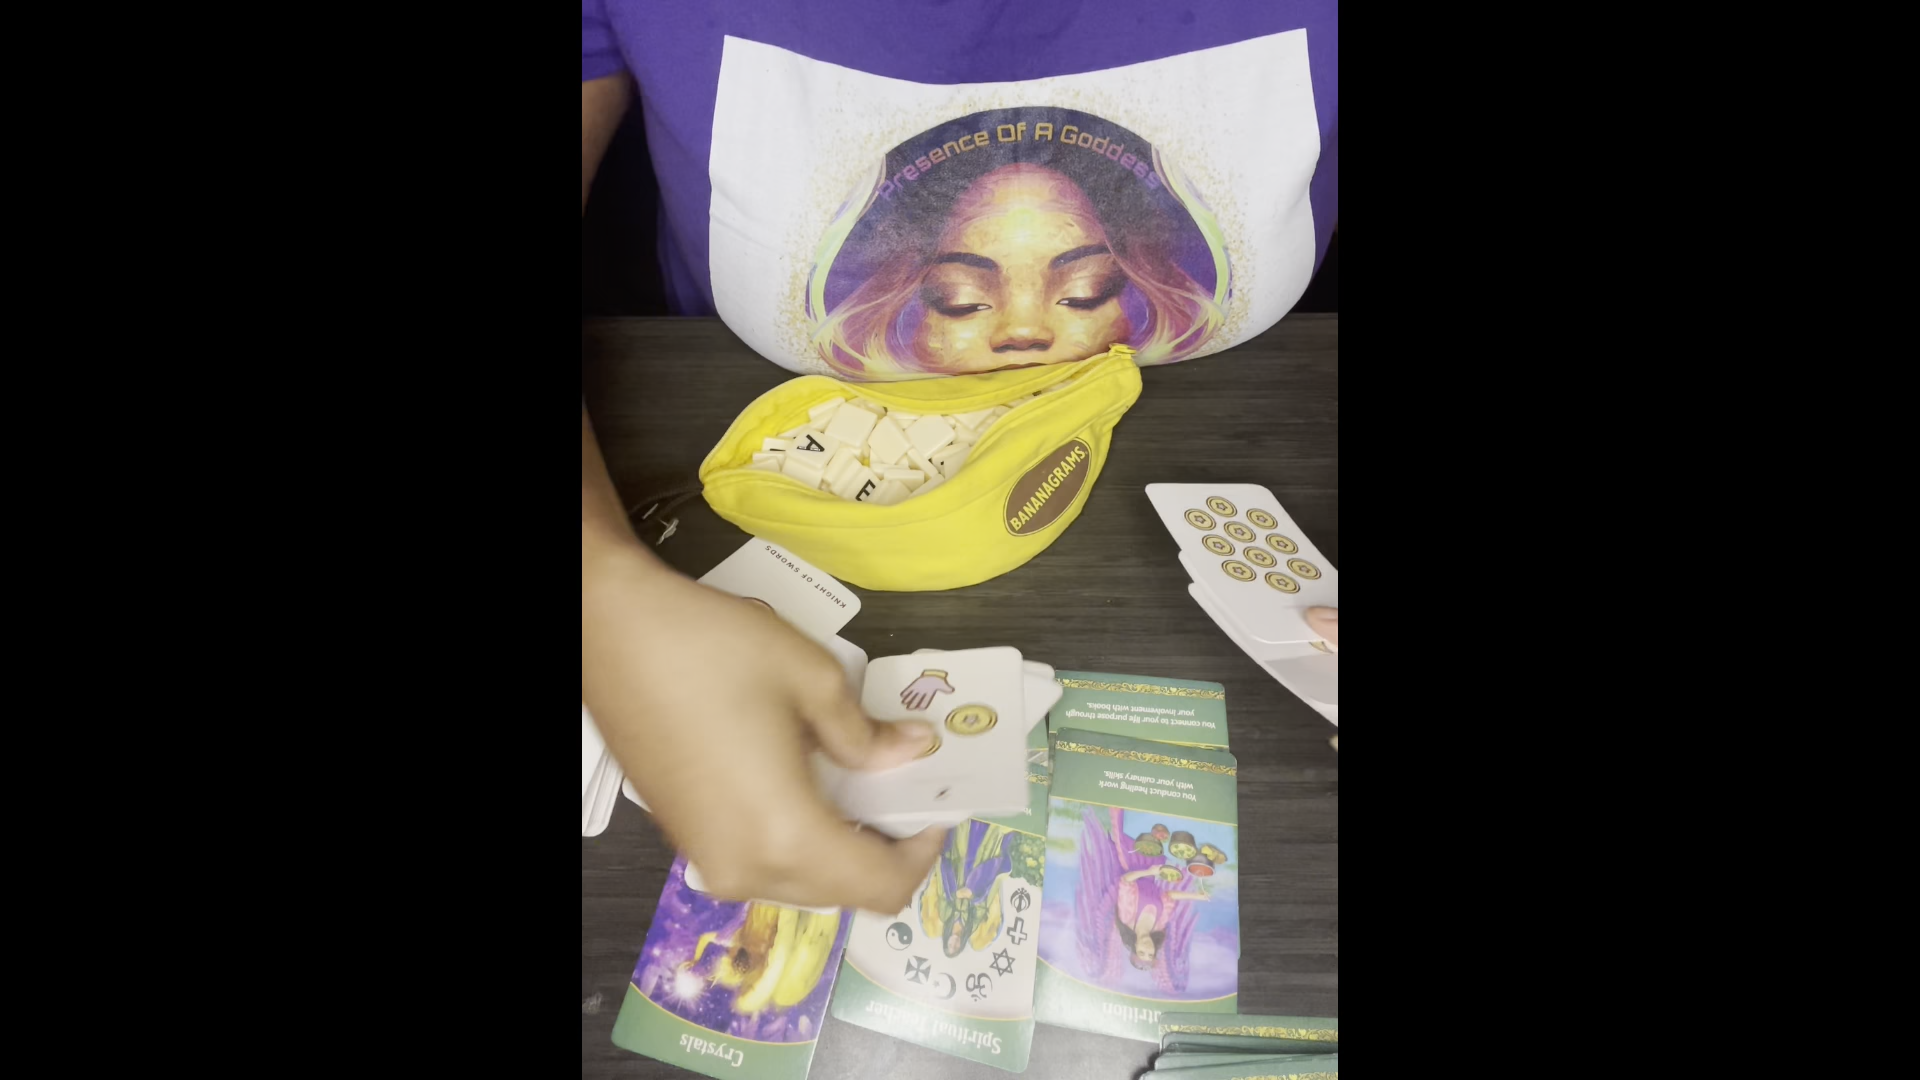 Presence Of A Goddess
A
E
BANANAGRAMS
KNIGHT OF SWORDS
You connect to your life purpose through
your involvement with books.
You conduct healing work
with your culinary skills.
Crystals
Spiritual Teacher